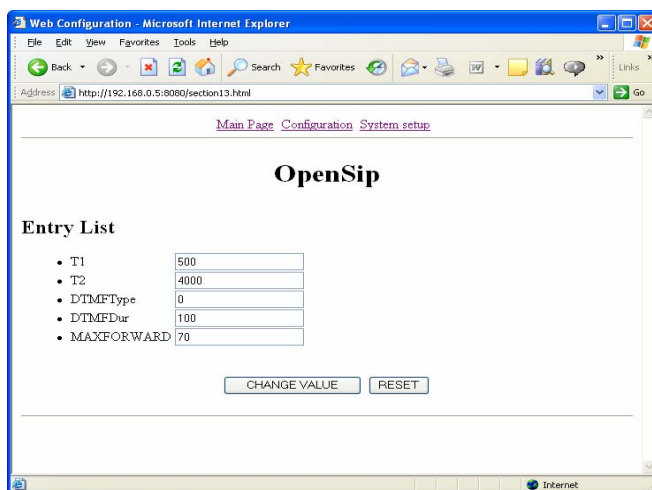 Web Configuration - Microsoft Internet Explorer
File Edit View Favorites Tools Help
Back Search Favorites W » Links »
Address http://192.168.0.5:8080/section13.html Go
Main Page Configuration System setup
OpenSip
Entry List
T1 500
T2 4000
DTMFType 0
DTMFDur 100
MAXFORWARD 70
CHANGE VALUE RESET
Internet